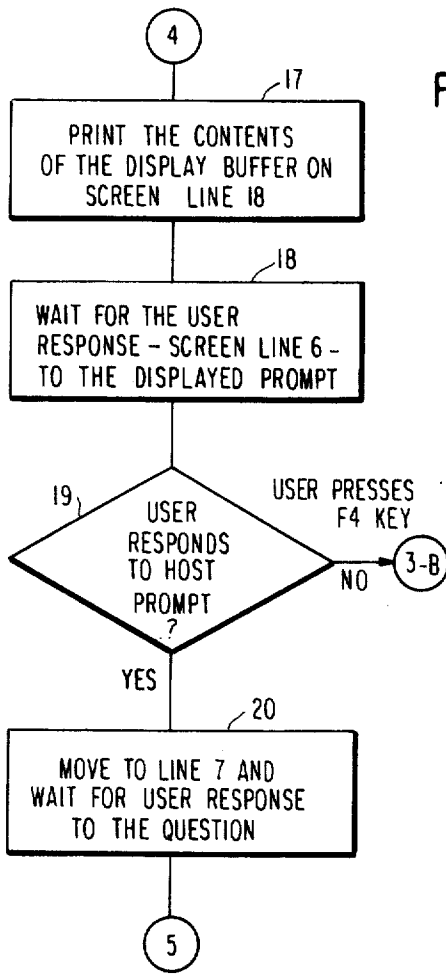 4
17
F
PRINT THE CONTENTS
OF THE DISPLAY BUFFER ON
SCREEN LINE 18
18
WAIT FOR THE USER
RESPONSE - SCREEN LINE 6 -
TO THE DISPLAYED PROMPT
19
USER
RESPONDS
TO HOST
PROMPT
?
USER PRESSES
F4 KEY
3-B
NO
YES
20
MOVE TO LINE 7 AND
WAIT FOR USER RESPONSE
TO THE QUESTION
5